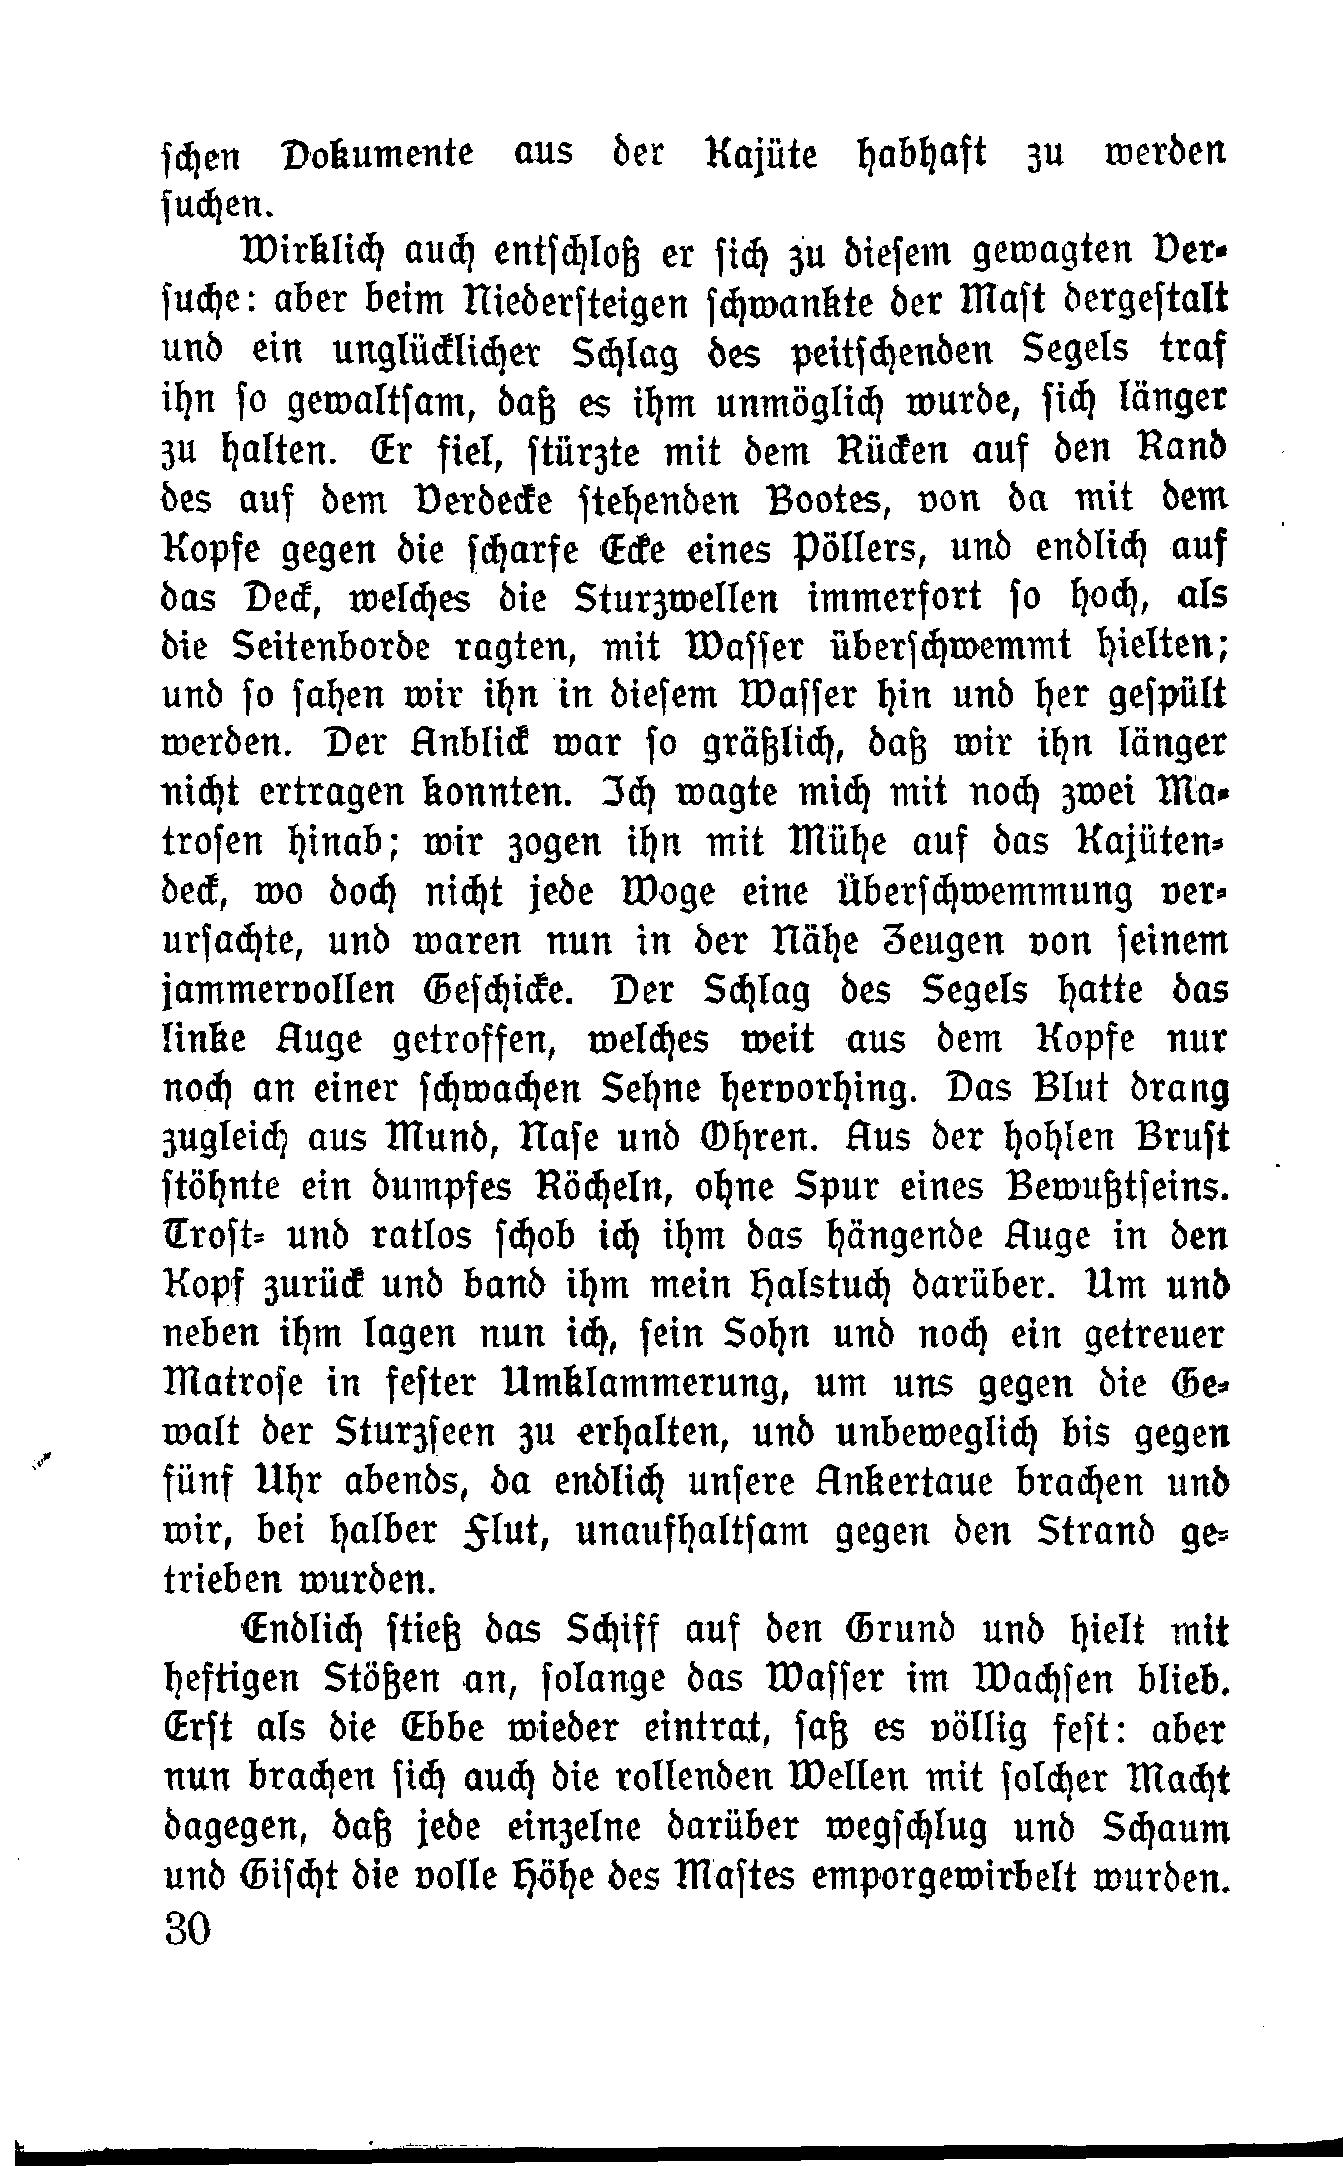 schen Dokumente aus der Kajüte habhaft zu werden
suchen.
Wirklich auch entschloß er sich zu diesem gewagten Ver-
suche: aber beim Niedersteigen schwankte der Mast dergestalt
und ein unglücklicher Schlag des peitschenden Segels traf
ihn so gewaltsam, daß es ihm unmöglich wurde, sich länger
zu halten. Er fiel, stürzte mit dem Rücken auf den Rand
des auf dem Verdecke stehenden Bootes, von da mit dem
Kopfe gegen die scharfe Ecke eines Pöllers, und endlich auf
das Deck, welches die Sturzwellen immerfort so hoch, als
die Seitenborde ragten, mit Wasser überschwemmt hielten;
und so sahen wir ihn in diesem Wasser hin und her gespült
werden. Der Anblick war so gräßlich, daß wir ihn länger
nicht ertragen konnten. Ich wagte mich mit noch zwei Ma-
trosen hinab; wir zogen ihn mit Mühe auf das Kajüten-
deck, wo doch nicht jede Woge eine Überschwemmung ver-
ursachte, und waren nun in der Nähe Zeugen von seinem
jammervollen Geschicke. Der Schlag des Segels hatte das
linke Auge getroffen, welches weit aus dem Kopfe nur
noch an einer schwachen Sehne hervorhing. Das Blut drang
zugleich aus Mund, Nase und Ohren. Aus der hohlen Brust
stöhnte ein dumpfes Röcheln, ohne Spur eines Bewußtseins.
Trost- und ratlos schob ich ihm das hängende Auge in den
Kopf zurück und band ihm mein Halstuch darüber. Um und
neben ihm lagen nun ich, sein Sohn und noch ein getreuer
Matrose in fester Umklammerung, um uns gegen die Ge-
walt der Sturzseen zu erhalten, und unbeweglich bis gegen
fünf Uhr abends, da endlich unsere Ankertaue brachen und
wir, bei halber Flut, unaufhaltsam gegen den Strand ge-
trieben wurden.
Endlich stieß das Schiff auf den Grund und hielt mit
heftigen Stößen an, solange das Wasser im Wachsen blieb.
Erst als die Ebbe wieder eintrat, saß es völlig fest: aber
nun brachen sich auch die rollenden Wellen mit solcher Macht
dagegen, daß jede einzelne darüber wegschlug und Schaum
und Gischt die volle Höhe des Mastes emporgewirbelt wurden.
30